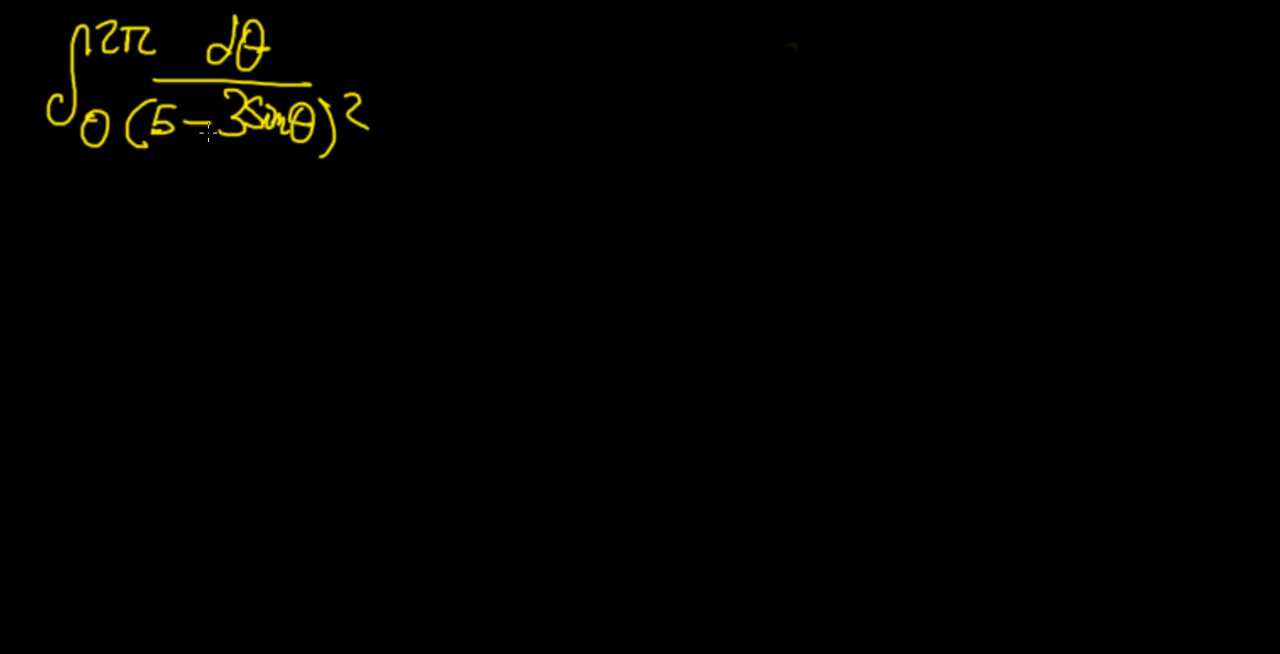 ∫₀^{2π} dθ / (5 - 3sinθ)²